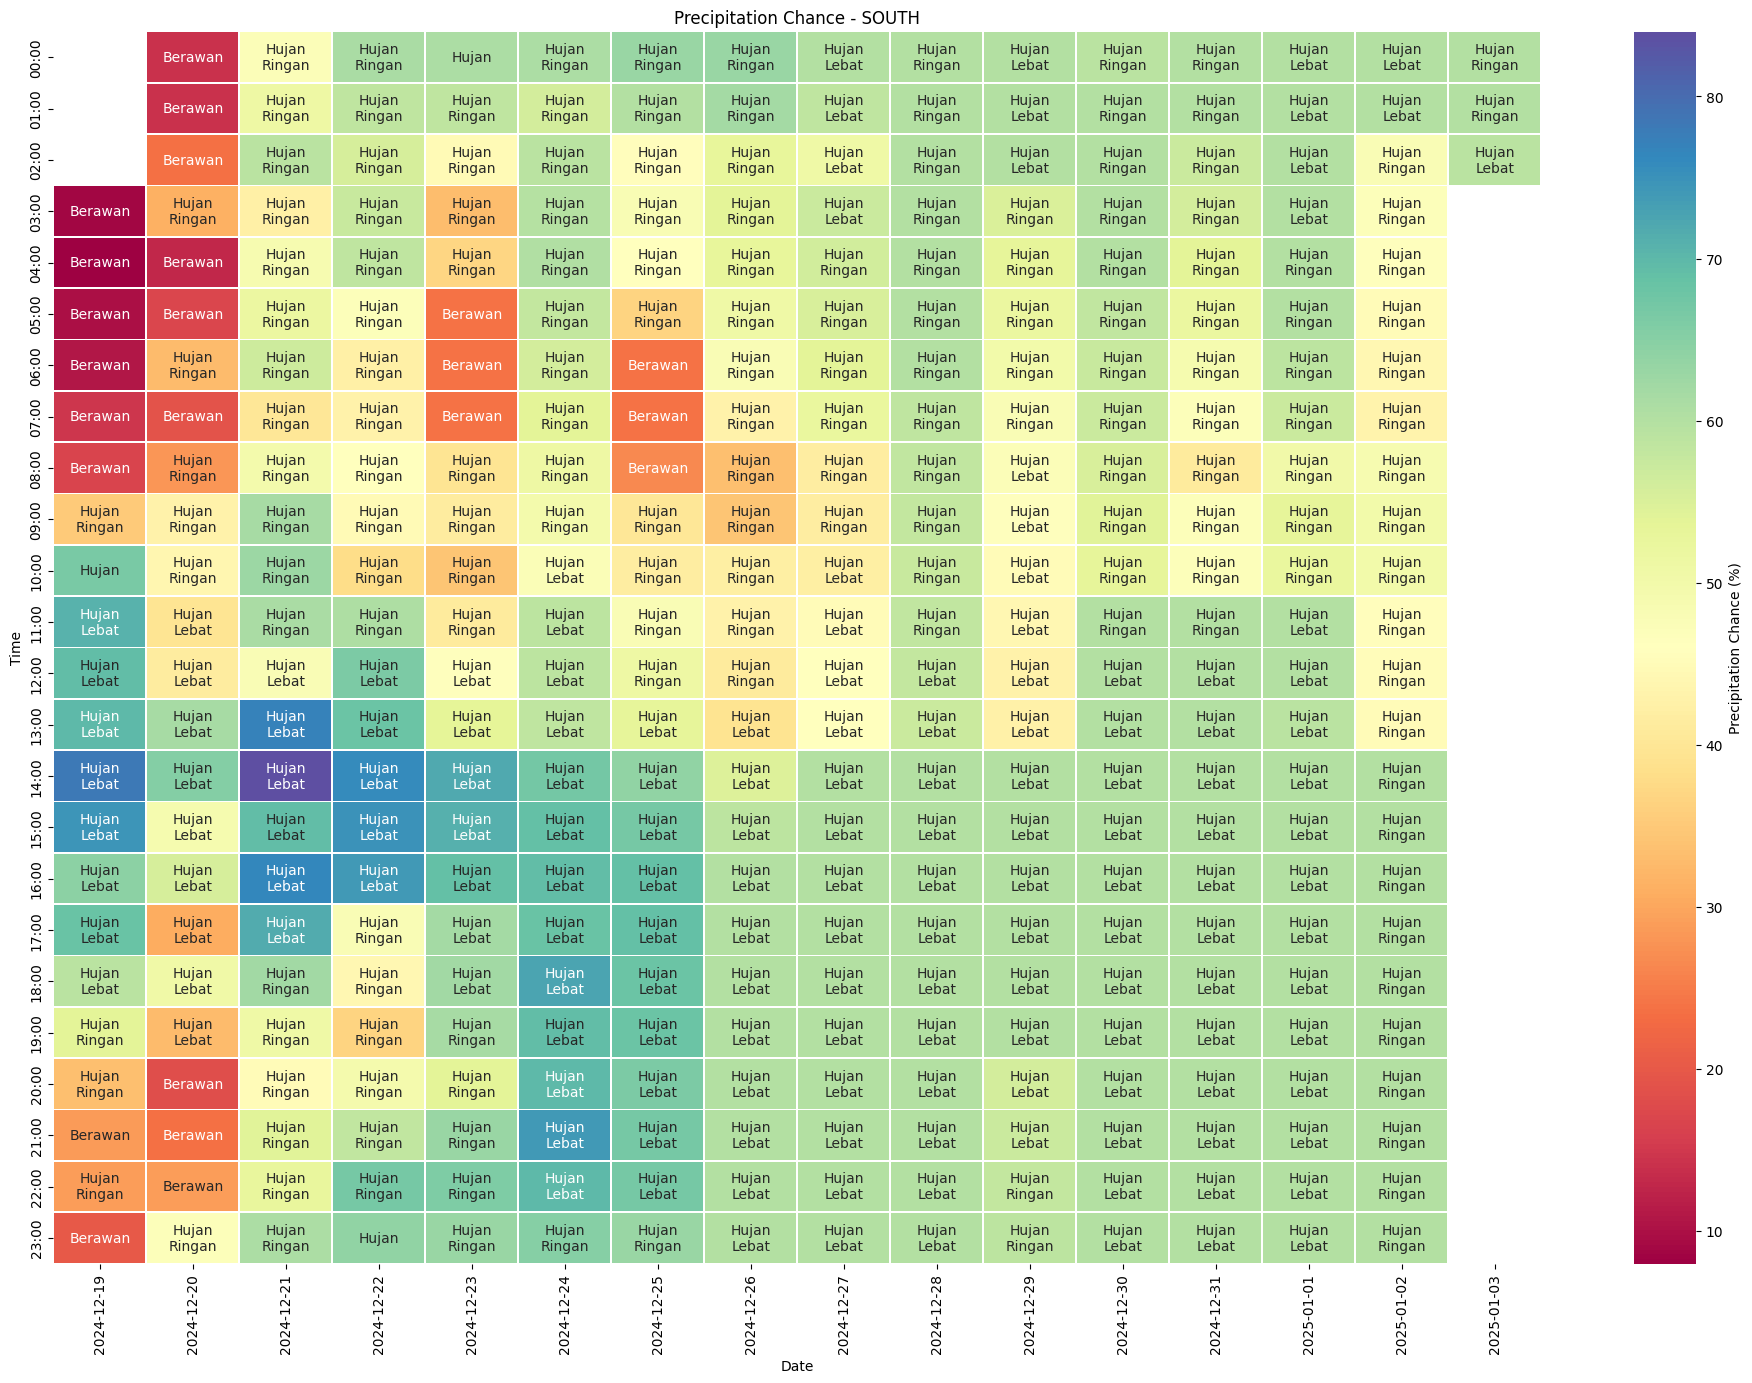 Precipitation Chance - SOUTH
00:00 Berawan Hujan Ringan Hujan Ringan Hujan Hujan Ringan Hujan Ringan Hujan Ringan Hujan Lebat Hujan Ringan Hujan Lebat Hujan Ringan Hujan Ringan Hujan Lebat Hujan Lebat Hujan Ringan
01:00 Berawan Hujan Ringan Hujan Ringan Hujan Ringan Hujan Ringan Hujan Ringan Hujan Ringan Hujan Lebat Hujan Ringan Hujan Lebat Hujan Ringan Hujan Ringan Hujan Lebat Hujan Lebat Hujan Ringan
02:00 Berawan Hujan Ringan Hujan Ringan Hujan Ringan Hujan Ringan Hujan Ringan Hujan Ringan Hujan Lebat Hujan Ringan Hujan Lebat Hujan Ringan Hujan Ringan Hujan Lebat Hujan Ringan Hujan Lebat
03:00 Berawan Hujan Ringan Hujan Ringan Hujan Ringan Hujan Ringan Hujan Ringan Hujan Ringan Hujan Ringan Hujan Lebat Hujan Ringan Hujan Ringan Hujan Ringan Hujan Ringan Hujan Lebat Hujan Ringan
04:00 Berawan Berawan Hujan Ringan Hujan Ringan Hujan Ringan Hujan Ringan Hujan Ringan Hujan Ringan Hujan Ringan Hujan Ringan Hujan Ringan Hujan Ringan Hujan Ringan Hujan Ringan Hujan Ringan
05:00 Berawan Berawan Hujan Ringan Hujan Ringan Berawan Hujan Ringan Hujan Ringan Hujan Ringan Hujan Ringan Hujan Ringan Hujan Ringan Hujan Ringan Hujan Ringan Hujan Ringan Hujan Ringan
06:00 Berawan Hujan Ringan Hujan Ringan Hujan Ringan Berawan Hujan Ringan Berawan Hujan Ringan Hujan Ringan Hujan Ringan Hujan Ringan Hujan Ringan Hujan Ringan Hujan Ringan Hujan Ringan
07:00 Berawan Berawan Hujan Ringan Hujan Ringan Berawan Hujan Ringan Berawan Hujan Ringan Hujan Ringan Hujan Ringan Hujan Ringan Hujan Ringan Hujan Ringan Hujan Ringan Hujan Ringan
08:00 Berawan Hujan Ringan Hujan Ringan Hujan Ringan Hujan Ringan Hujan Ringan Berawan Hujan Ringan Hujan Ringan Hujan Ringan Hujan Lebat Hujan Ringan Hujan Ringan Hujan Ringan Hujan Ringan
09:00 Hujan Ringan Hujan Ringan Hujan Ringan Hujan Ringan Hujan Ringan Hujan Ringan Hujan Ringan Hujan Ringan Hujan Ringan Hujan Ringan Hujan Lebat Hujan Ringan Hujan Ringan Hujan Ringan Hujan Ringan
10:00 Hujan Hujan Ringan Hujan Ringan Hujan Ringan Hujan Ringan Hujan Lebat Hujan Ringan Hujan Ringan Hujan Lebat Hujan Ringan Hujan Lebat Hujan Ringan Hujan Ringan Hujan Ringan Hujan Ringan
11:00 Hujan Lebat Hujan Lebat Hujan Ringan Hujan Ringan Hujan Ringan Hujan Lebat Hujan Ringan Hujan Ringan Hujan Lebat Hujan Ringan Hujan Lebat Hujan Ringan Hujan Ringan Hujan Lebat Hujan Ringan
12:00 Hujan Lebat Hujan Lebat Hujan Lebat Hujan Lebat Hujan Lebat Hujan Lebat Hujan Ringan Hujan Ringan Hujan Lebat Hujan Lebat Hujan Lebat Hujan Lebat Hujan Lebat Hujan Lebat Hujan Ringan
13:00 Hujan Lebat Hujan Lebat Hujan Lebat Hujan Lebat Hujan Lebat Hujan Lebat Hujan Lebat Hujan Lebat Hujan Lebat Hujan Lebat Hujan Lebat Hujan Lebat Hujan Lebat Hujan Lebat Hujan Ringan
14:00 Hujan Lebat Hujan Lebat Hujan Lebat Hujan Lebat Hujan Lebat Hujan Lebat Hujan Lebat Hujan Lebat Hujan Lebat Hujan Lebat Hujan Lebat Hujan Lebat Hujan Lebat Hujan Lebat Hujan Ringan
15:00 Hujan Lebat Hujan Lebat Hujan Lebat Hujan Lebat Hujan Lebat Hujan Lebat Hujan Lebat Hujan Lebat Hujan Lebat Hujan Lebat Hujan Lebat Hujan Lebat Hujan Lebat Hujan Lebat Hujan Ringan
16:00 Hujan Lebat Hujan Lebat Hujan Lebat Hujan Lebat Hujan Lebat Hujan Lebat Hujan Lebat Hujan Lebat Hujan Lebat Hujan Lebat Hujan Lebat Hujan Lebat Hujan Lebat Hujan Lebat Hujan Ringan
17:00 Hujan Lebat Hujan Lebat Hujan Lebat Hujan Ringan Hujan Lebat Hujan Lebat Hujan Lebat Hujan Lebat Hujan Lebat Hujan Lebat Hujan Lebat Hujan Lebat Hujan Lebat Hujan Lebat Hujan Ringan
18:00 Hujan Lebat Hujan Lebat Hujan Ringan Hujan Ringan Hujan Lebat Hujan Lebat Hujan Lebat Hujan Lebat Hujan Lebat Hujan Lebat Hujan Lebat Hujan Lebat Hujan Lebat Hujan Lebat Hujan Ringan
19:00 Hujan Ringan Hujan Lebat Hujan Ringan Hujan Ringan Hujan Ringan Hujan Lebat Hujan Lebat Hujan Lebat Hujan Lebat Hujan Lebat Hujan Lebat Hujan Lebat Hujan Lebat Hujan Lebat Hujan Ringan
20:00 Hujan Ringan Berawan Hujan Ringan Hujan Ringan Hujan Ringan Hujan Lebat Hujan Lebat Hujan Lebat Hujan Lebat Hujan Lebat Hujan Lebat Hujan Lebat Hujan Lebat Hujan Lebat Hujan Ringan
21:00 Berawan Berawan Hujan Ringan Hujan Ringan Hujan Ringan Hujan Lebat Hujan Lebat Hujan Lebat Hujan Lebat Hujan Lebat Hujan Lebat Hujan Lebat Hujan Lebat Hujan Lebat Hujan Ringan
22:00 Hujan Ringan Berawan Hujan Ringan Hujan Ringan Hujan Ringan Hujan Lebat Hujan Lebat Hujan Lebat Hujan Lebat Hujan Lebat Hujan Ringan Hujan Lebat Hujan Lebat Hujan Lebat Hujan Ringan
23:00 Berawan Hujan Ringan Hujan Ringan Hujan Hujan Ringan Hujan Ringan Hujan Ringan Hujan Lebat Hujan Lebat Hujan Lebat Hujan Ringan Hujan Lebat Hujan Lebat Hujan Lebat Hujan Ringan
Time
2024-12-19 2024-12-20 2024-12-21 2024-12-22 2024-12-23 2024-12-24 2024-12-25 2024-12-26 2024-12-27 2024-12-28 2024-12-29 2024-12-30 2024-12-31 2025-01-01 2025-01-02 2025-01-03
Date
80
70
60
50
40
30
20
10
Precipitation Chance (%)